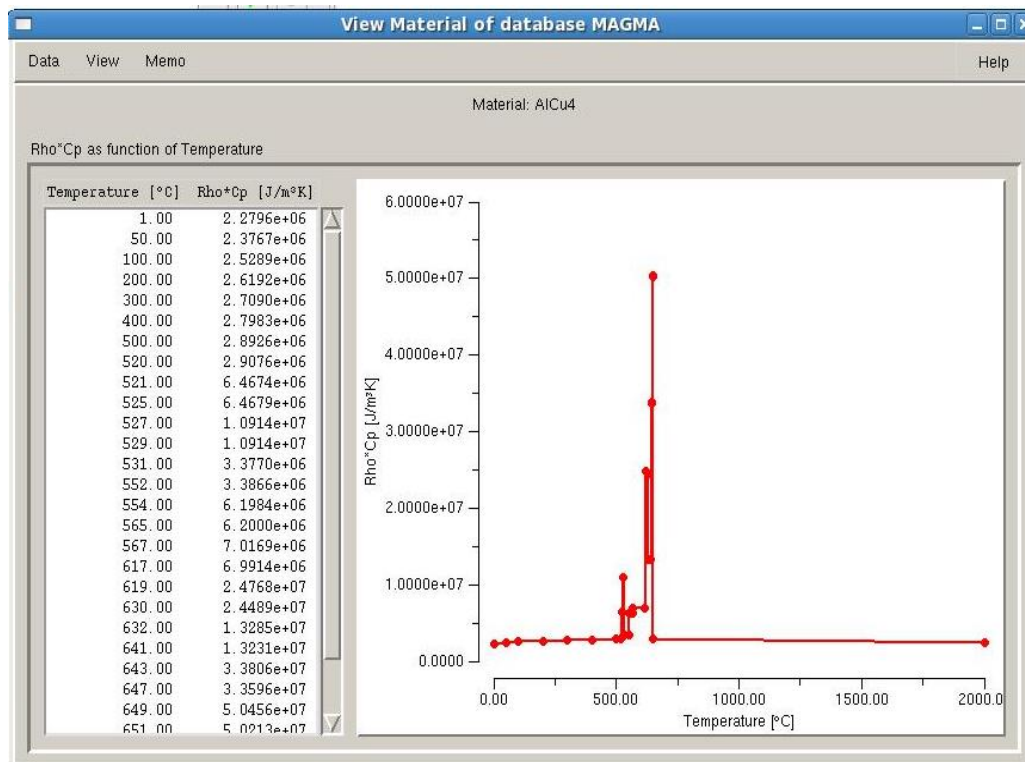 View Material of database MAGMA
Data View Memo Help
Material: AlCu4
Rho*Cp as function of Temperature
Temperature [°C] Rho*Cp [J/m³K]
1.00 2.2796e+06
50.00 2.3767e+06
100.00 2.5289e+06
200.00 2.6192e+06
300.00 2.7090e+06
400.00 2.7983e+06
500.00 2.8926e+06
520.00 2.9076e+06
521.00 6.4674e+06
525.00 6.4679e+06
527.00 1.0914e+07
529.00 1.0914e+07
531.00 3.3770e+06
552.00 3.3866e+06
554.00 6.1984e+06
565.00 6.2000e+06
567.00 7.0169e+06
617.00 6.9914e+06
619.00 2.4768e+07
630.00 2.4489e+07
632.00 1.3285e+07
641.00 1.3231e+07
643.00 3.3806e+07
647.00 3.3596e+07
649.00 5.0456e+07
651.00 5.0213e+07
6.0000e+07
5.0000e+07
4.0000e+07
3.0000e+07
2.0000e+07
1.0000e+07
0.0000
Rho*Cp [J/m³K]
0.00 500.00 1000.00 1500.00 2000.0
Temperature [°C]